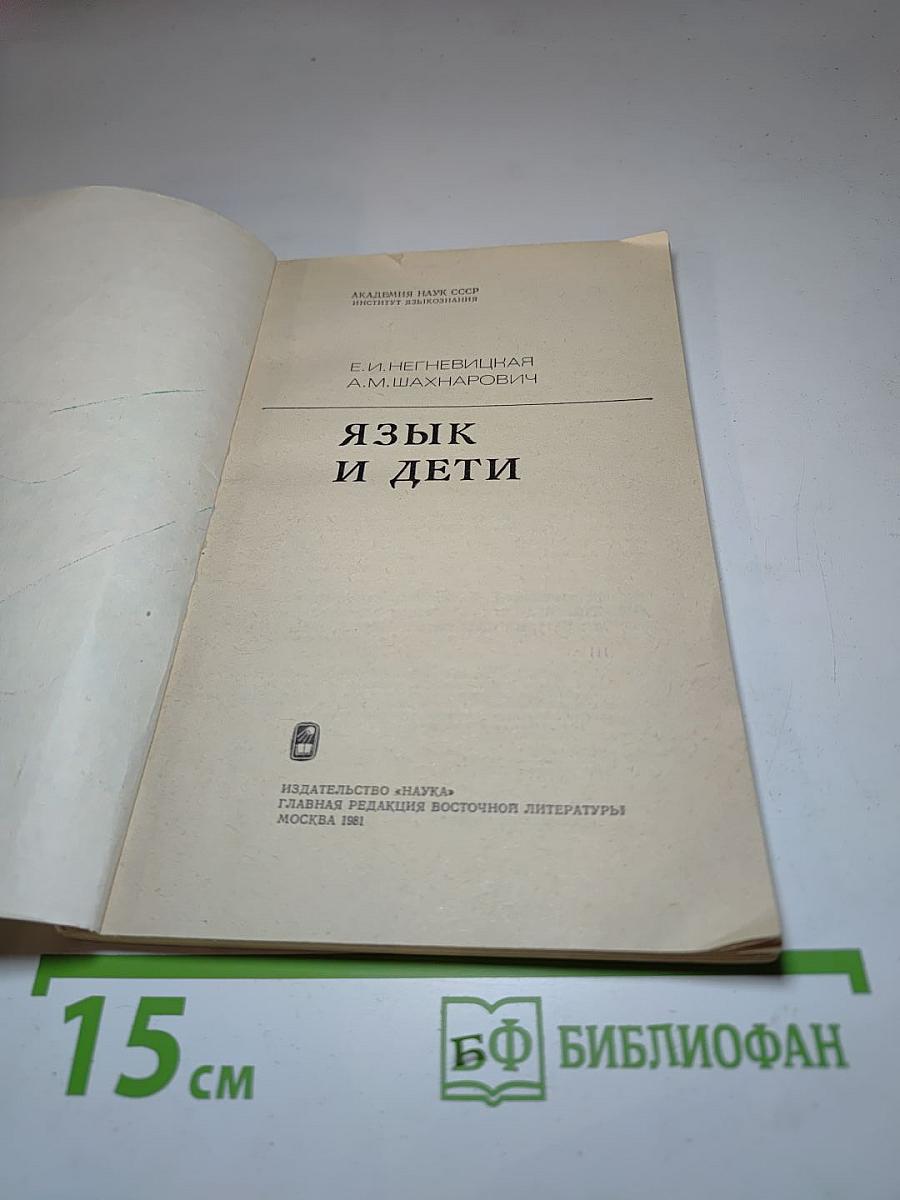 АКАДЕМИЯ НАУК СССР
ИНСТИТУТ ЯЗЫКОЗНАНИЯ
Е.И.НЕГНЕВИЦКАЯ
А.М.ШАХНАРОВИЧ
ЯЗЫК
И ДЕТИ
ИЗДАТЕЛЬСТВО «НАУКА»
ГЛАВНАЯ РЕДАКЦИЯ ВОСТОЧНОЙ ЛИТЕРАТУРЫ
МОСКВА 1981
15 см
БФ БИБЛИОФАН